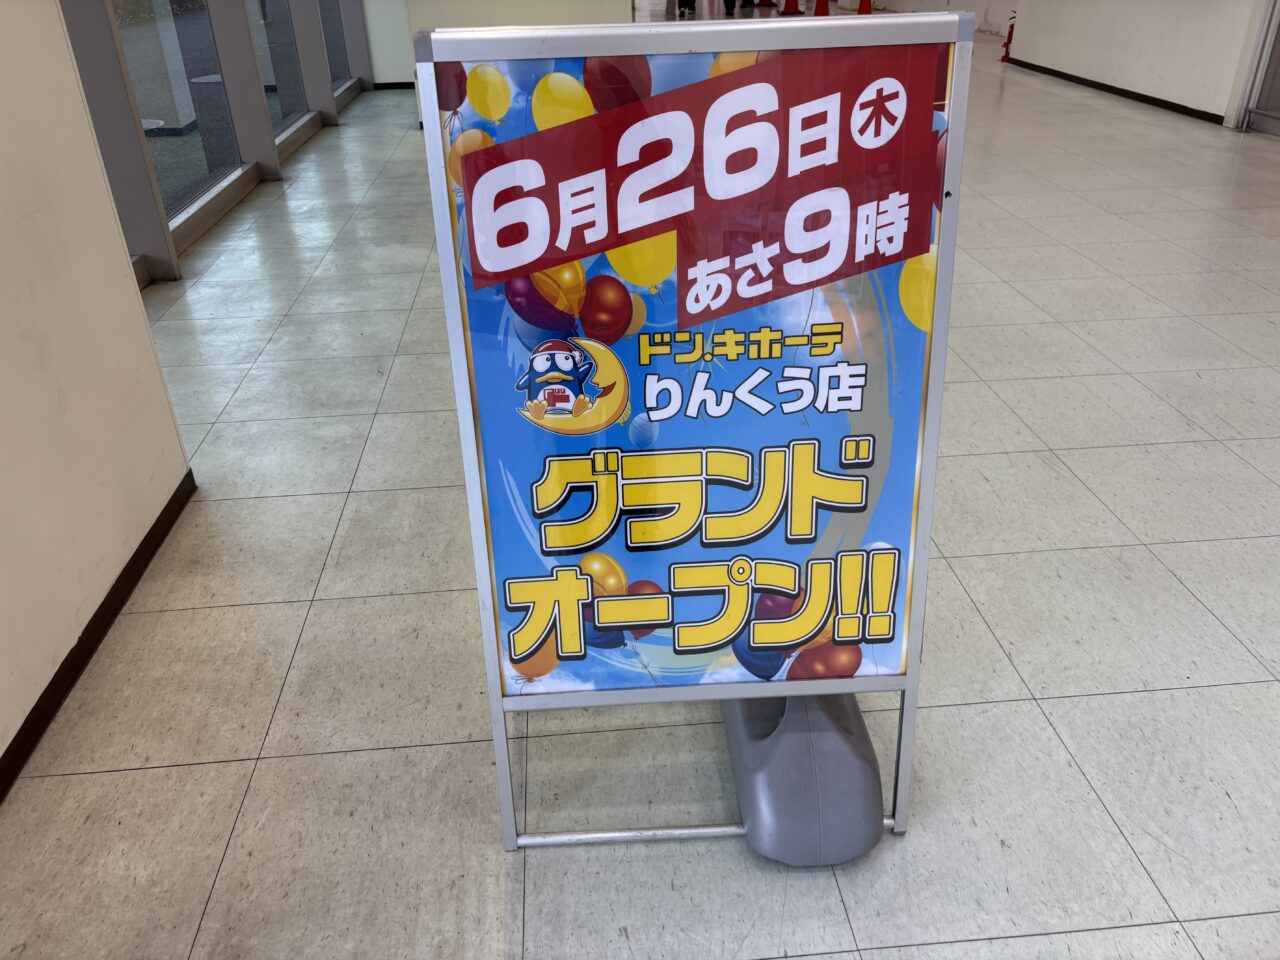 6月26日㊍
あさ9時
ドン.キホーテ
りんくう店
グランド
オープン!!